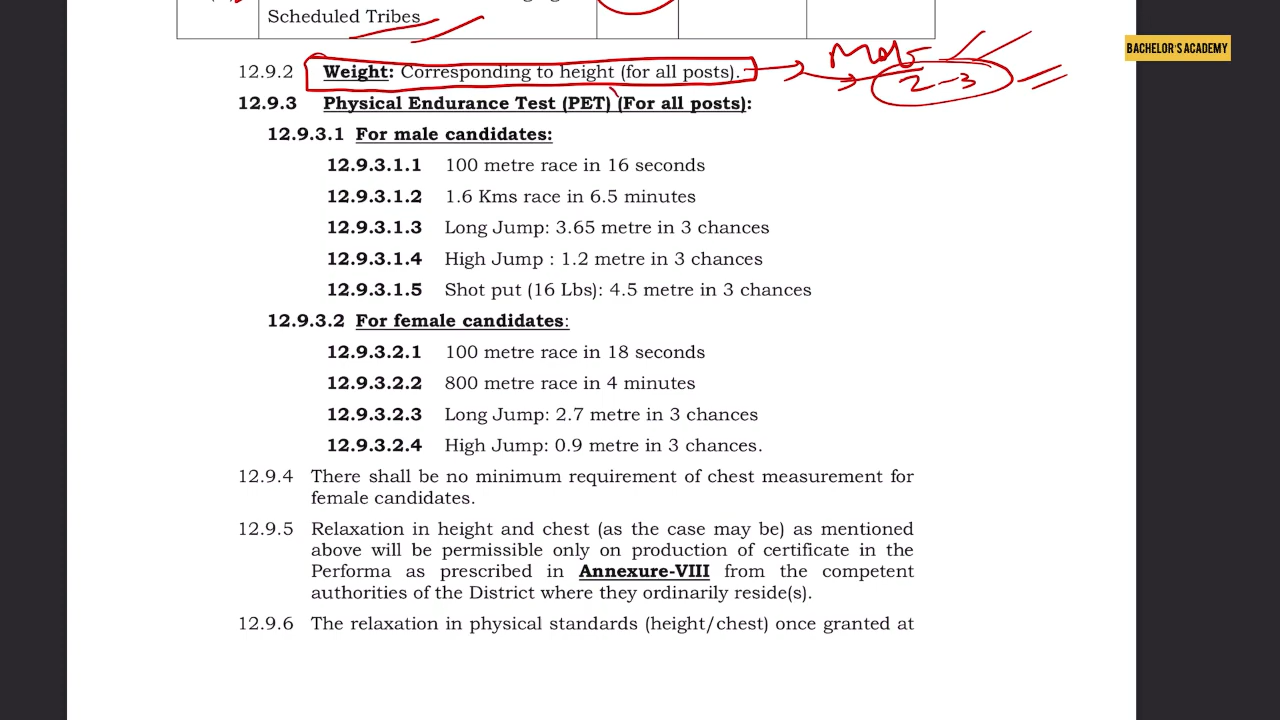 Scheduled Tribes
BACHELOR'S ACADEMY
12.9.2 Weight: Corresponding to height (for all posts).
2-3
12.9.3 Physical Endurance Test (PET) (For all posts):
12.9.3.1 For male candidates:
12.9.3.1.1 100 metre race in 16 seconds
12.9.3.1.2 1.6 Kms race in 6.5 minutes
12.9.3.1.3 Long Jump: 3.65 metre in 3 chances
12.9.3.1.4 High Jump : 1.2 metre in 3 chances
12.9.3.1.5 Shot put (16 Lbs): 4.5 metre in 3 chances
12.9.3.2 For female candidates:
12.9.3.2.1 100 metre race in 18 seconds
12.9.3.2.2 800 metre race in 4 minutes
12.9.3.2.3 Long Jump: 2.7 metre in 3 chances
12.9.3.2.4 High Jump: 0.9 metre in 3 chances.
12.9.4 There shall be no minimum requirement of chest measurement for
female candidates.
12.9.5 Relaxation in height and chest (as the case may be) as mentioned
above will be permissible only on production of certificate in the
Performa as prescribed in Annexure-VIII from the competent
authorities of the District where they ordinarily reside(s).
12.9.6 The relaxation in physical standards (height/chest) once granted at